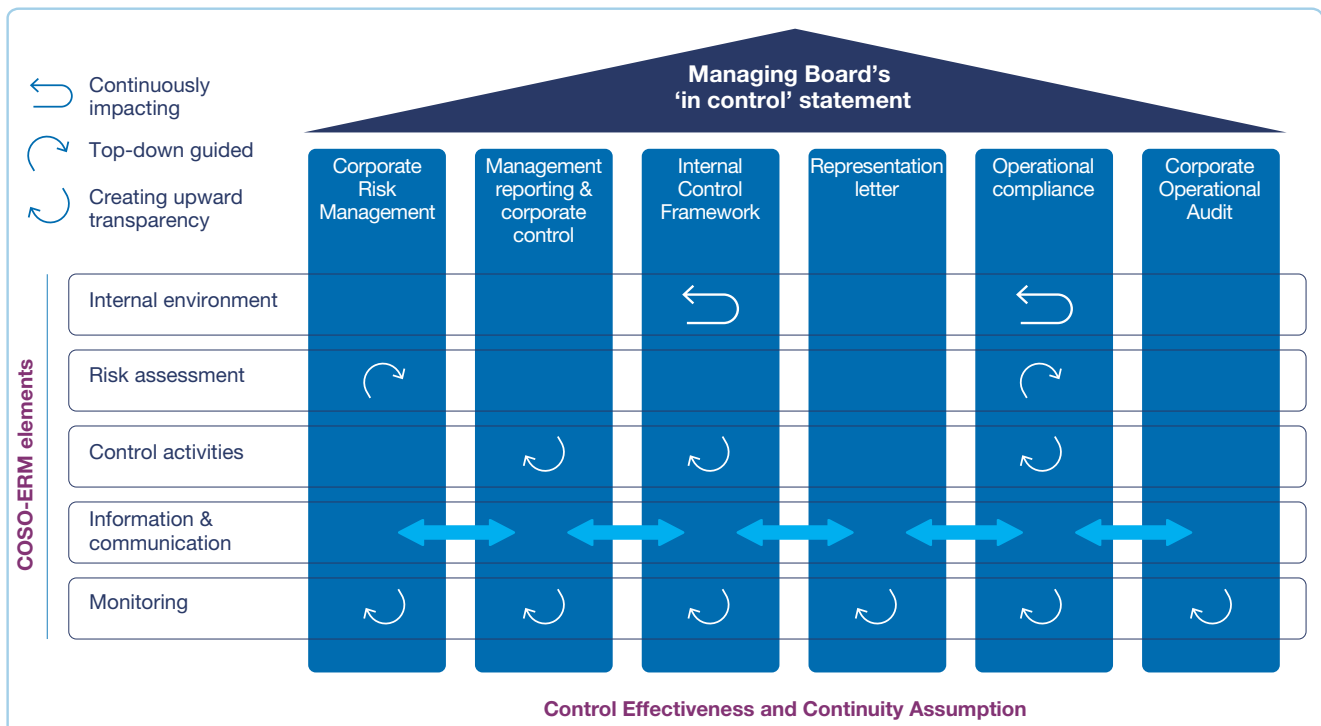 Managing Board's
'in control' statement
Continuously
impacting
Top-down guided
Creating upward
transparency
Corporate
Risk
Management
Management
reporting &
corporate
control
Internal
Control
Framework
Representation
letter
Operational
compliance
Corporate
Operational
Audit
COSO-ERM elements
Internal environment
Risk assessment
Control activities
Information &
communication
Monitoring
Control Effectiveness and Continuity Assumption